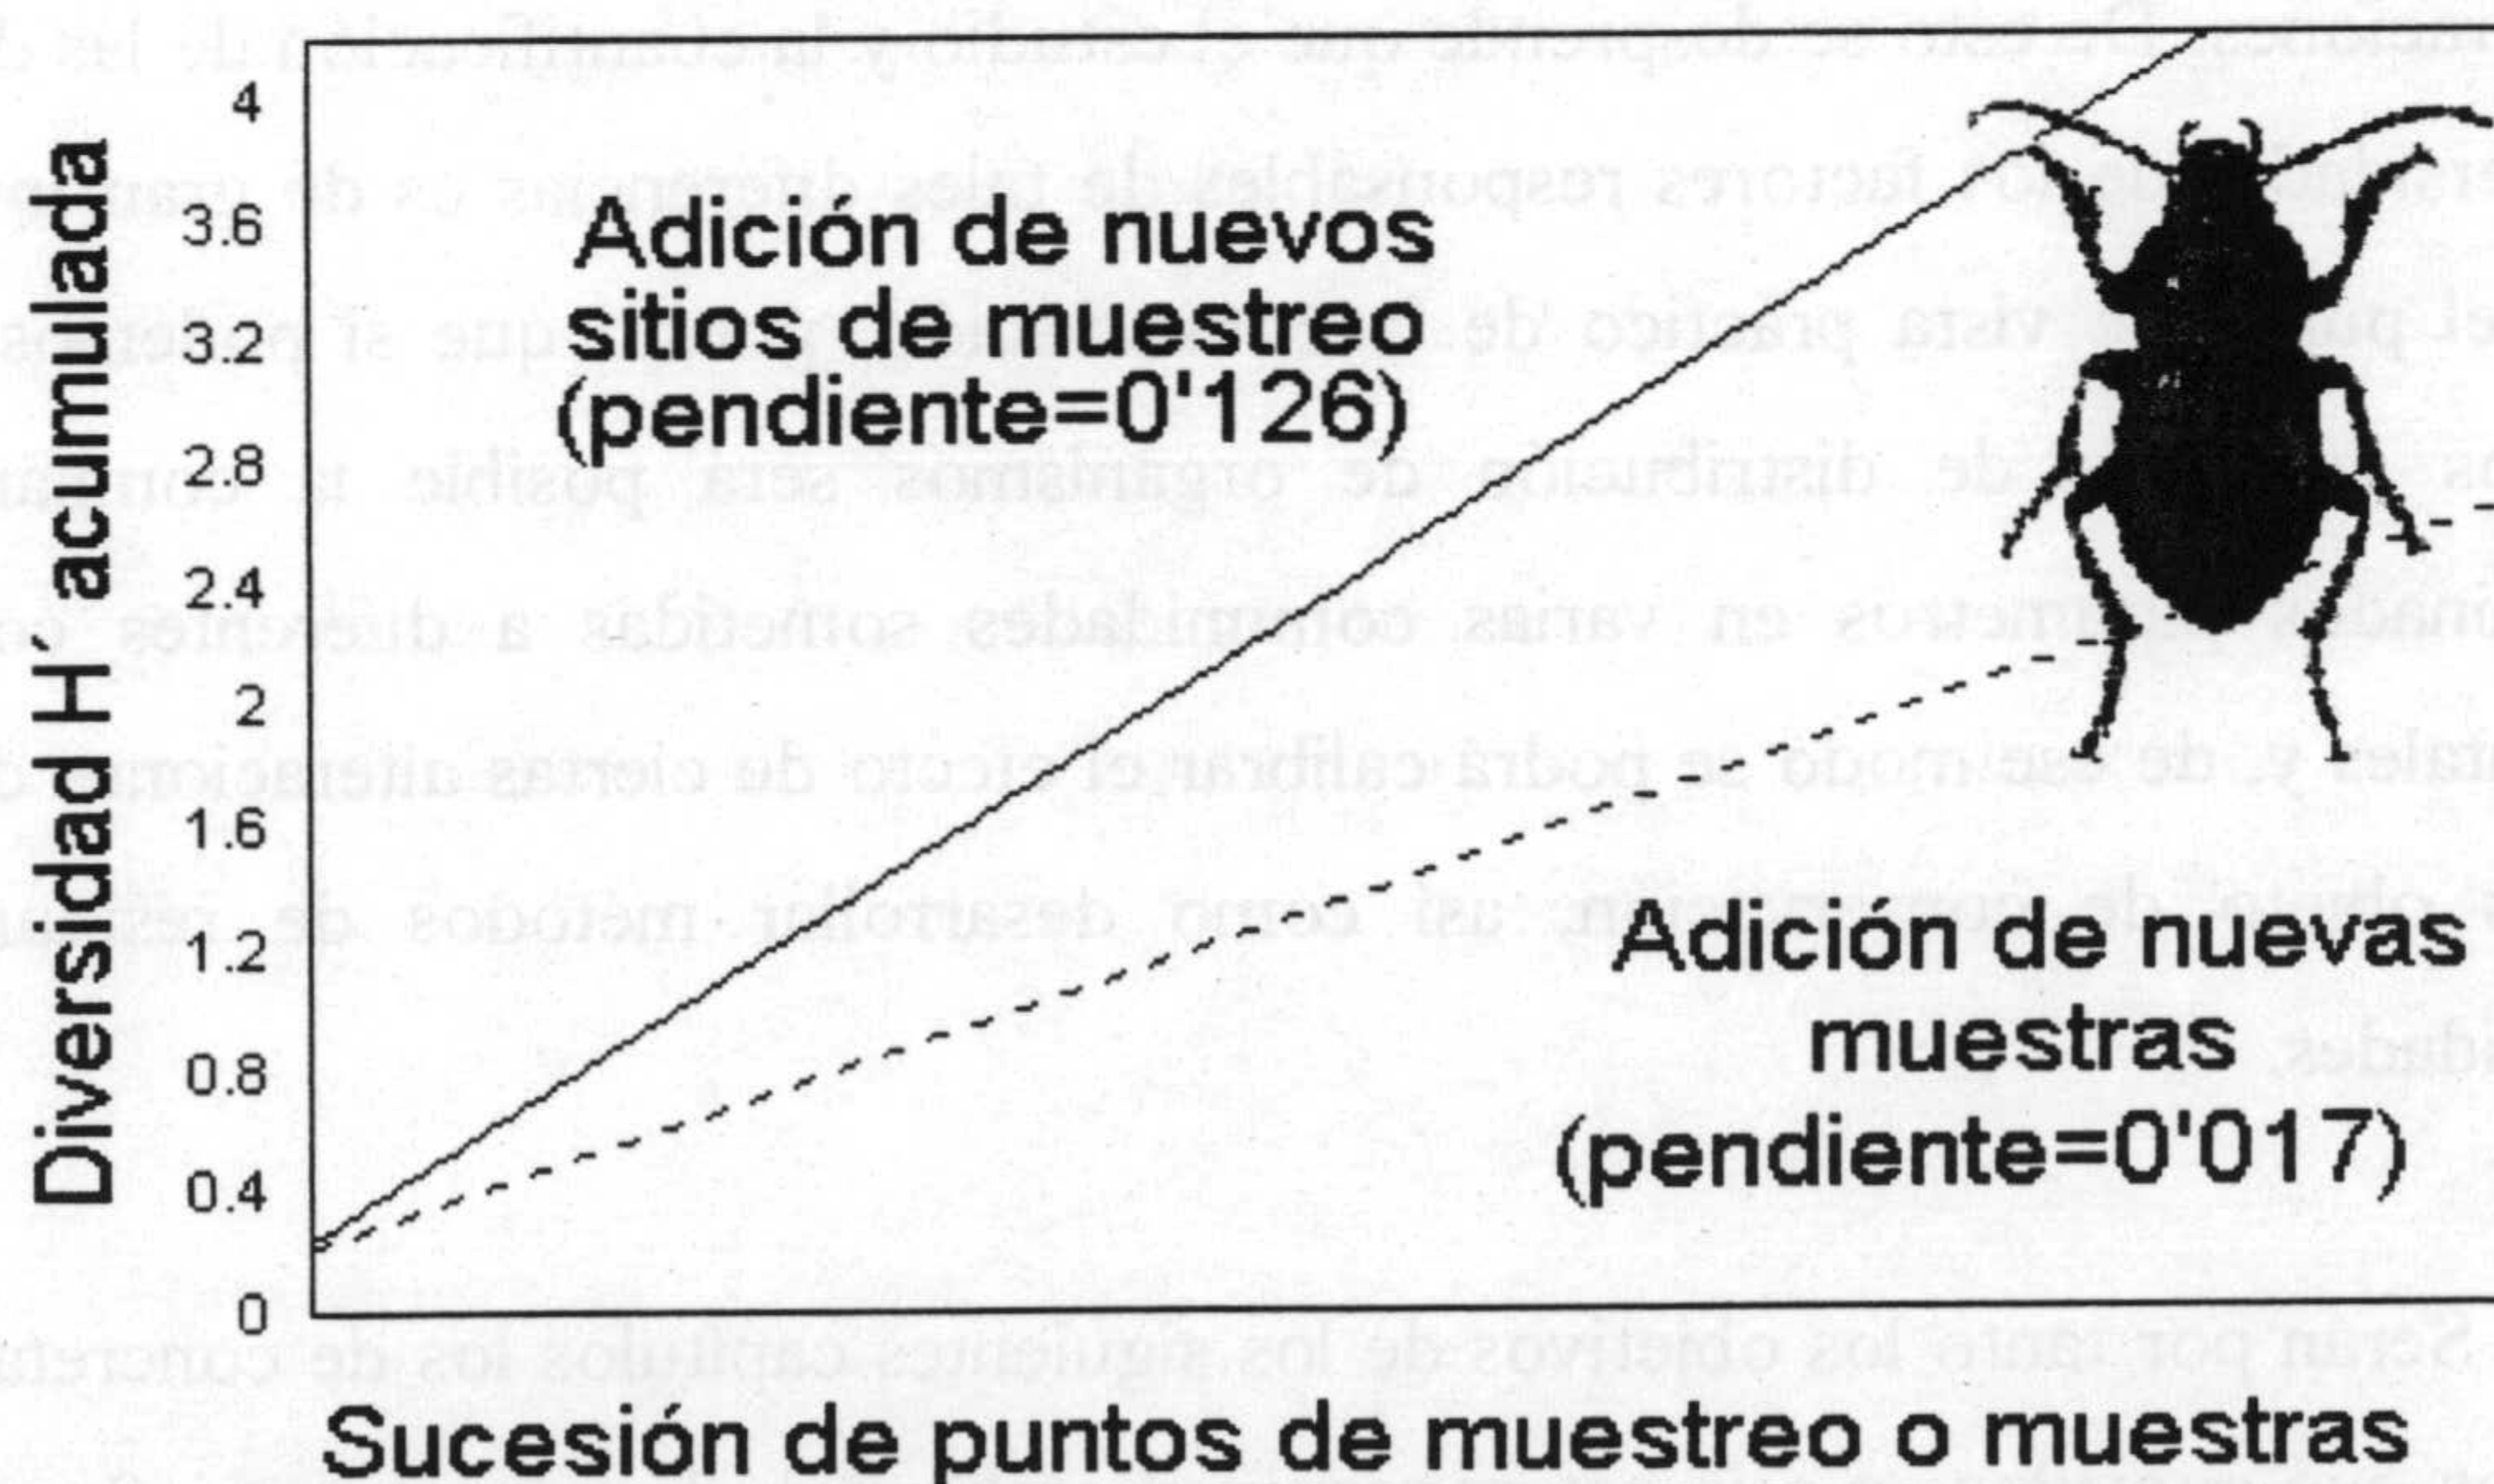 Diversidad H´ acumulada
4
3.6
3.2
2.8
2.4
2
1.6
1.2
0.8
0.4
0
Adición de nuevos
sitios de muestreo
(pendiente=0'126)
Adición de nuevas
muestras
(pendiente=0'017)
Sucesión de puntos de muestreo o muestras